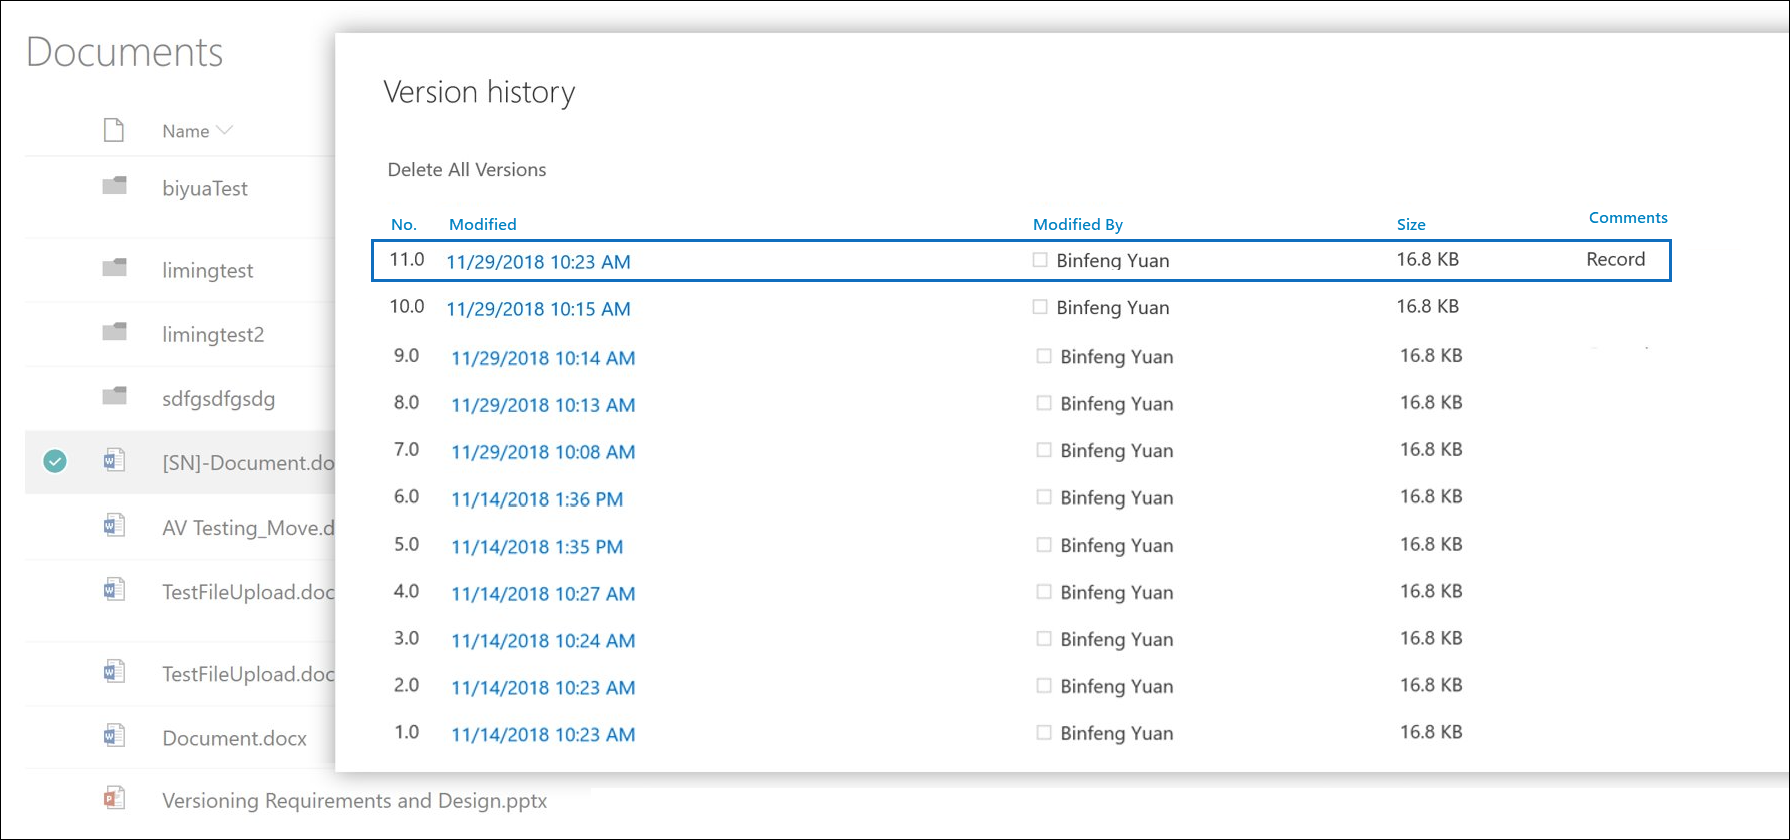 Documents
Name
biyuaTest
limingtest
limingtest2
sdfgsdfgsdg
[SN]-Document.do
AV Testing_Move.d
TestFileUpload.doc
TestFileUpload.doc
Document.docx
Versioning Requirements and Design.pptx
Version history
Delete All Versions
No. Modified Modified By Size Comments
11.0 11/29/2018 10:23 AM Binfeng Yuan 16.8 KB Record
10.0 11/29/2018 10:15 AM Binfeng Yuan 16.8 KB
9.0 11/29/2018 10:14 AM Binfeng Yuan 16.8 KB
8.0 11/29/2018 10:13 AM Binfeng Yuan 16.8 KB
7.0 11/29/2018 10:08 AM Binfeng Yuan 16.8 KB
6.0 11/14/2018 1:36 PM Binfeng Yuan 16.8 KB
5.0 11/14/2018 1:35 PM Binfeng Yuan 16.8 KB
4.0 11/14/2018 10:27 AM Binfeng Yuan 16.8 KB
3.0 11/14/2018 10:24 AM Binfeng Yuan 16.8 KB
2.0 11/14/2018 10:23 AM Binfeng Yuan 16.8 KB
1.0 11/14/2018 10:23 AM Binfeng Yuan 16.8 KB